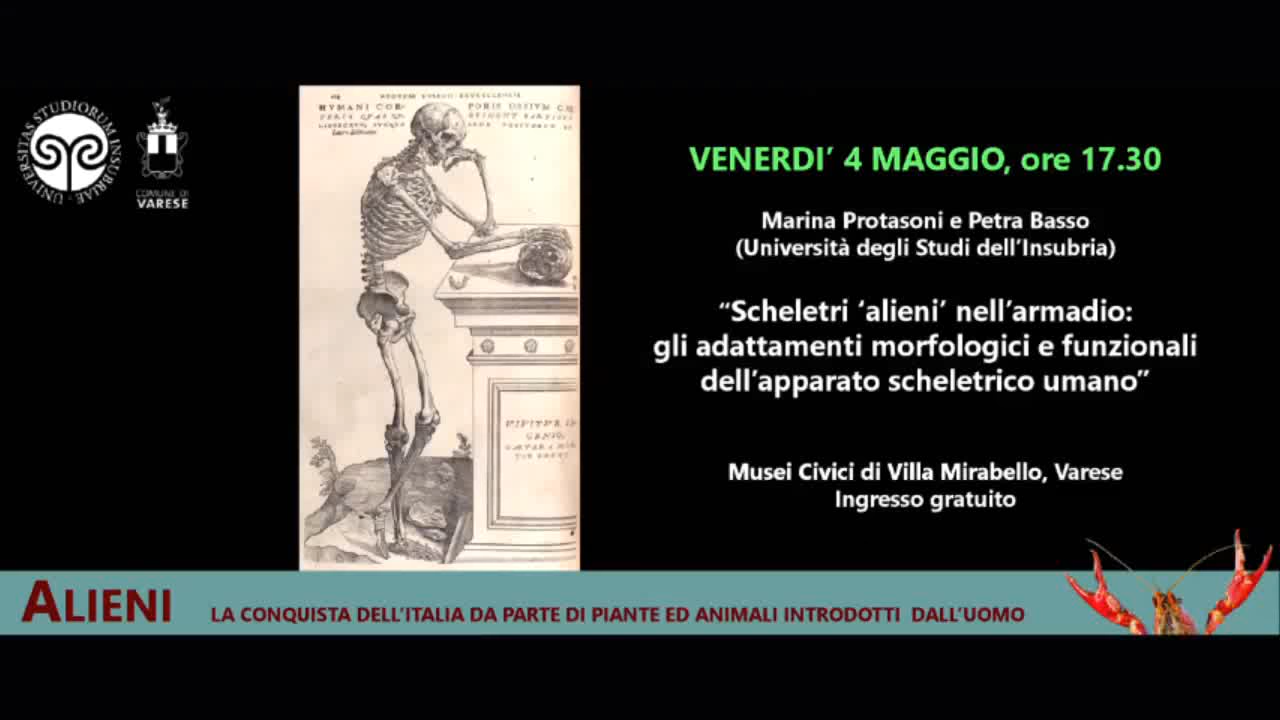 UNIVERSITAS STUDIORUM INSUBRIAE
COMUNE DI
VARESE
HVMANI COR-
PORIS OSSIVM
VIVITVR IN
GENIO,
VENERDI’ 4 MAGGIO, ore 17.30
Marina Protasoni e Petra Basso
(Università degli Studi dell’Insubria)
“Scheletri ‘alieni’ nell’armadio:
gli adattamenti morfologici e funzionali
dell’apparato scheletrico umano”
Musei Civici di Villa Mirabello, Varese
Ingresso gratuito
ALIENI
LA CONQUISTA DELL’ITALIA DA PARTE DI PIANTE ED ANIMALI INTRODOTTI DALL’UOMO